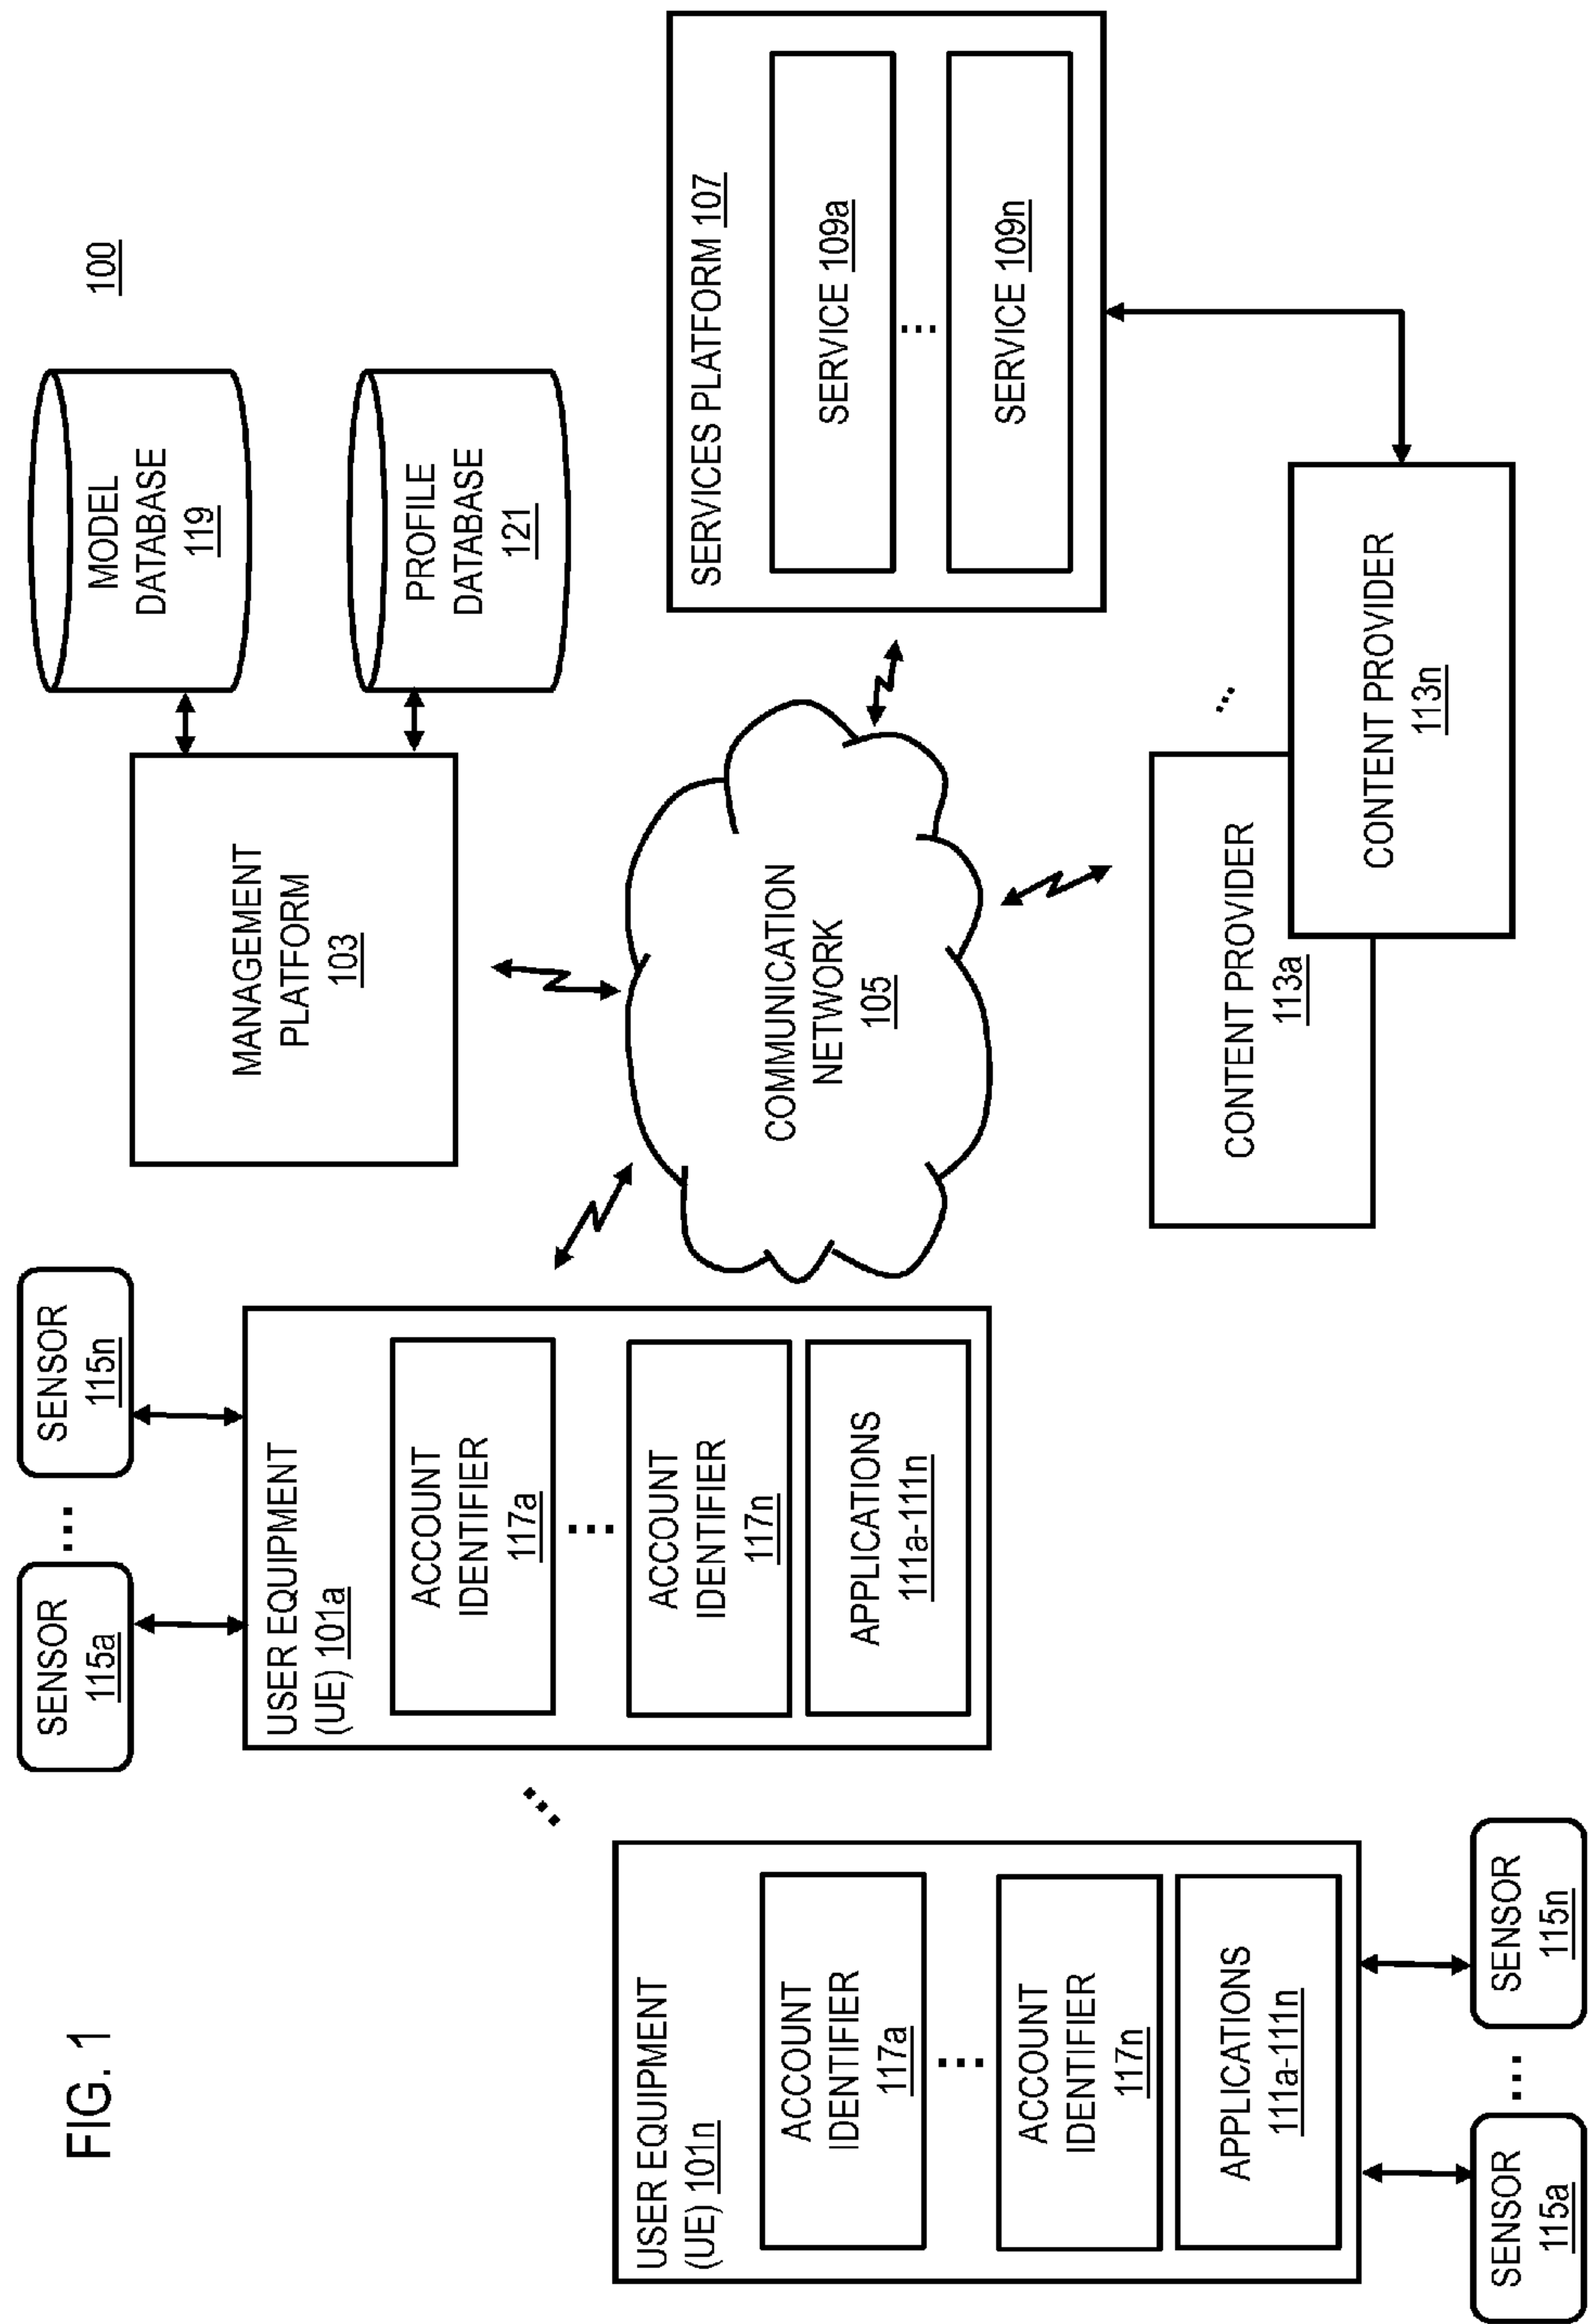 FIG. 1
100
SENSOR
115a
...
SENSOR
115n
USER EQUIPMENT
(UE) 101a
ACCOUNT
IDENTIFIER
117a
...
ACCOUNT
IDENTIFIER
117n
APPLICATIONS
111a-111n
MANAGEMENT
PLATFORM
103
MODEL
DATABASE
119
PROFILE
DATABASE
121
...
USER EQUIPMENT
(UE) 101n
ACCOUNT
IDENTIFIER
117a
...
ACCOUNT
IDENTIFIER
117n
APPLICATIONS
111a-111n
SENSOR
115a
...
SENSOR
115n
COMMUNICATION
NETWORK
105
SERVICES PLATFORM 107
SERVICE 109a
...
SERVICE 109n
CONTENT PROVIDER
113a
...
CONTENT PROVIDER
113n